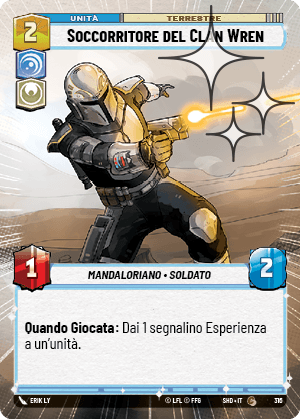 UNITÀ
TERRESTRE
2
Soccorritore del Clan Wren
1
MANDALORIANO • SOLDATO
2
Quando Giocata: Dai 1 segnalino Esperienza
a un'unità.
ERIK LY
© LFL © FFG
SHD • IT
316